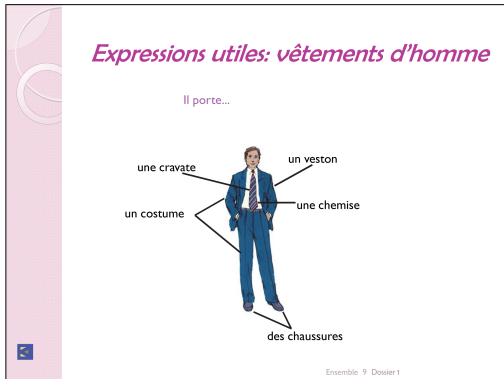 Expressions utiles: vêtements d'homme
Il porte...
un veston
une cravate
une chemise
un costume
des chaussures
Ensemble 9 Dossier 1